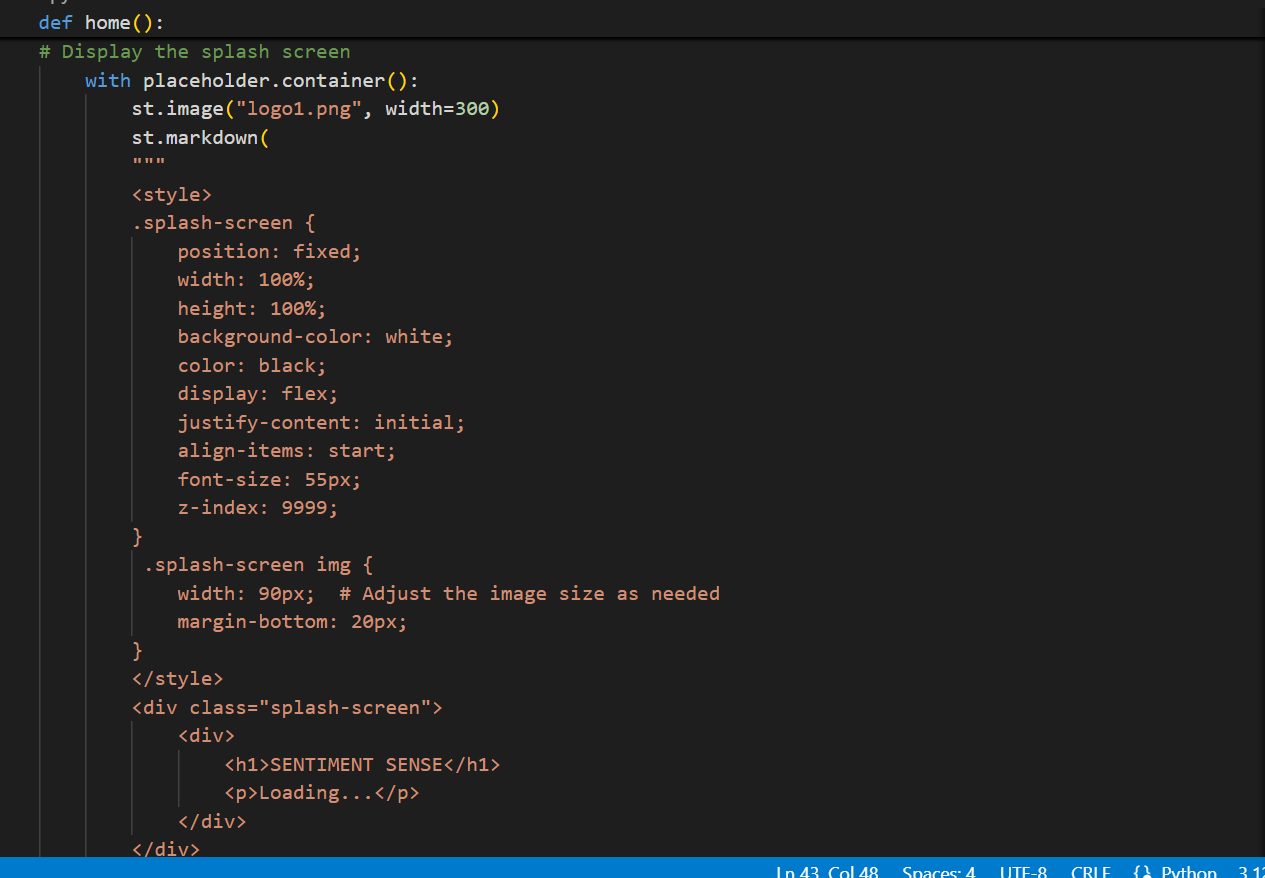 def home():
# Display the splash screen
    with placeholder.container():
        st.image("logo1.png", width=300)
        st.markdown(
        """
        <style>
        .splash-screen {
            position: fixed;
            width: 100%;
            height: 100%;
            background-color: white;
            color: black;
            display: flex;
            justify-content: initial;
            align-items: start;
            font-size: 55px;
            z-index: 9999;
        }
         .splash-screen img {
            width: 90px;  # Adjust the image size as needed
            margin-bottom: 20px;
        }
        </style>
        <div class="splash-screen">
            <div>
                <h1>SENTIMENT SENSE</h1>
                <p>Loading...</p>
            </div>
        </div>
Ln 43, Col 48 Spaces: 4 UTF-8 CRLF Python 3.12